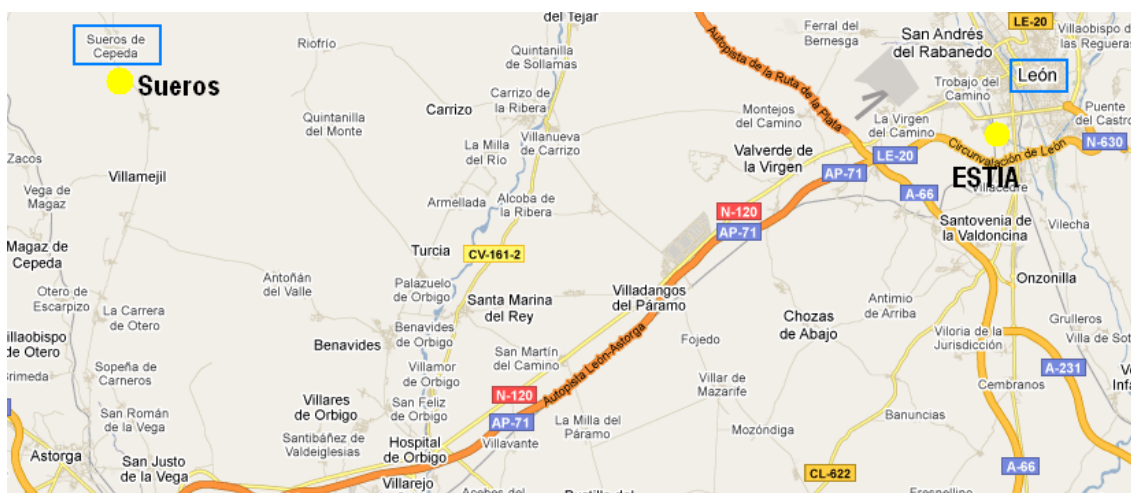 del Tejar
LE-20
Sueros de
Cepeda
Riofrío
Ferral del
Bernesga
San Andrés
del Rabanedo
Villaobispo de
las Regueras
Quintanilla
de Sollamas
Autopista de la Ruta de la Plata
Sueros
Trobajo del
Camino
León
Carrizo de
la Ribera
Carrizo
Quintanilla
del Monte
Montejos
del Camino
La Virgen
del Camino
Puente
del Castro
Villanueva
de Carrizo
La Milla
del Río
Valverde de
la Virgen
LE-20
Circunvalación de León
N-630
Zacos
Villamejil
AP-71
ESTIA
Villacedre
Vega de
Magaz
Armellada
Alcoba de
la Ribera
A-66
N-120
AP-71
Santovenia de
la Valdoncina
Vilecha
Magaz de
Cepeda
Turcia
CV-161-2
Antoñán
del Valle
Palazuelo
de Orbigo
Onzonilla
Otero de
Escarpizo
La Carrera
de Otero
Santa Marina
del Rey
Villadangos
del Páramo
Antimio
de Arriba
Chozas
de Abajo
Grulleros
illaobispo
de Otero
Benavides
Benavides
de Orbigo
Autopista León-Astorga
Fojedo
Viloria de la
Jurisdicción
Villa de Sot
San Martín
del Camino
A-231
Brimeda
Sopeña de
Carneros
Villamor
de Orbigo
Villar de
Mazarife
Cembranos
N-120
AP-71
San Román
de la Vega
Villares
de Orbigo
San Feliz
de Orbigo
La Milla del
Páramo
Banuncias
Santibáñez de
Valdeiglesias
Hospital
de Orbigo
Villavante
Mozóndiga
Astorga
San Justo
de la Vega
CL-622
A-66
Villarejo